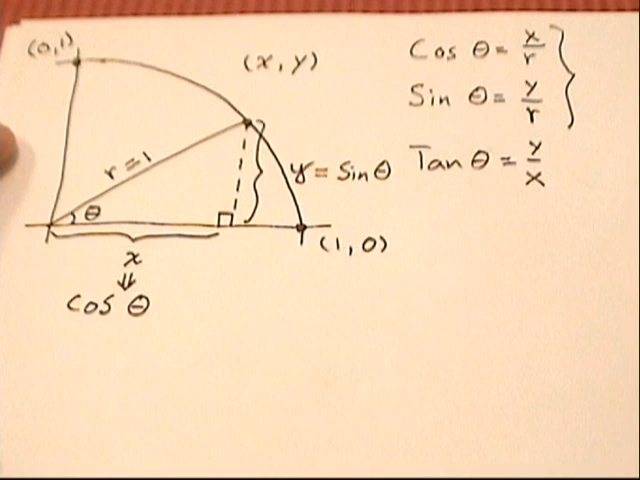 (0,1)
(x, y)
r = 1
θ
y = Sin θ
(1, 0)
x
⇓
Cos θ
Cos θ = x/r
Sin θ = y/r
Tan θ = y/x